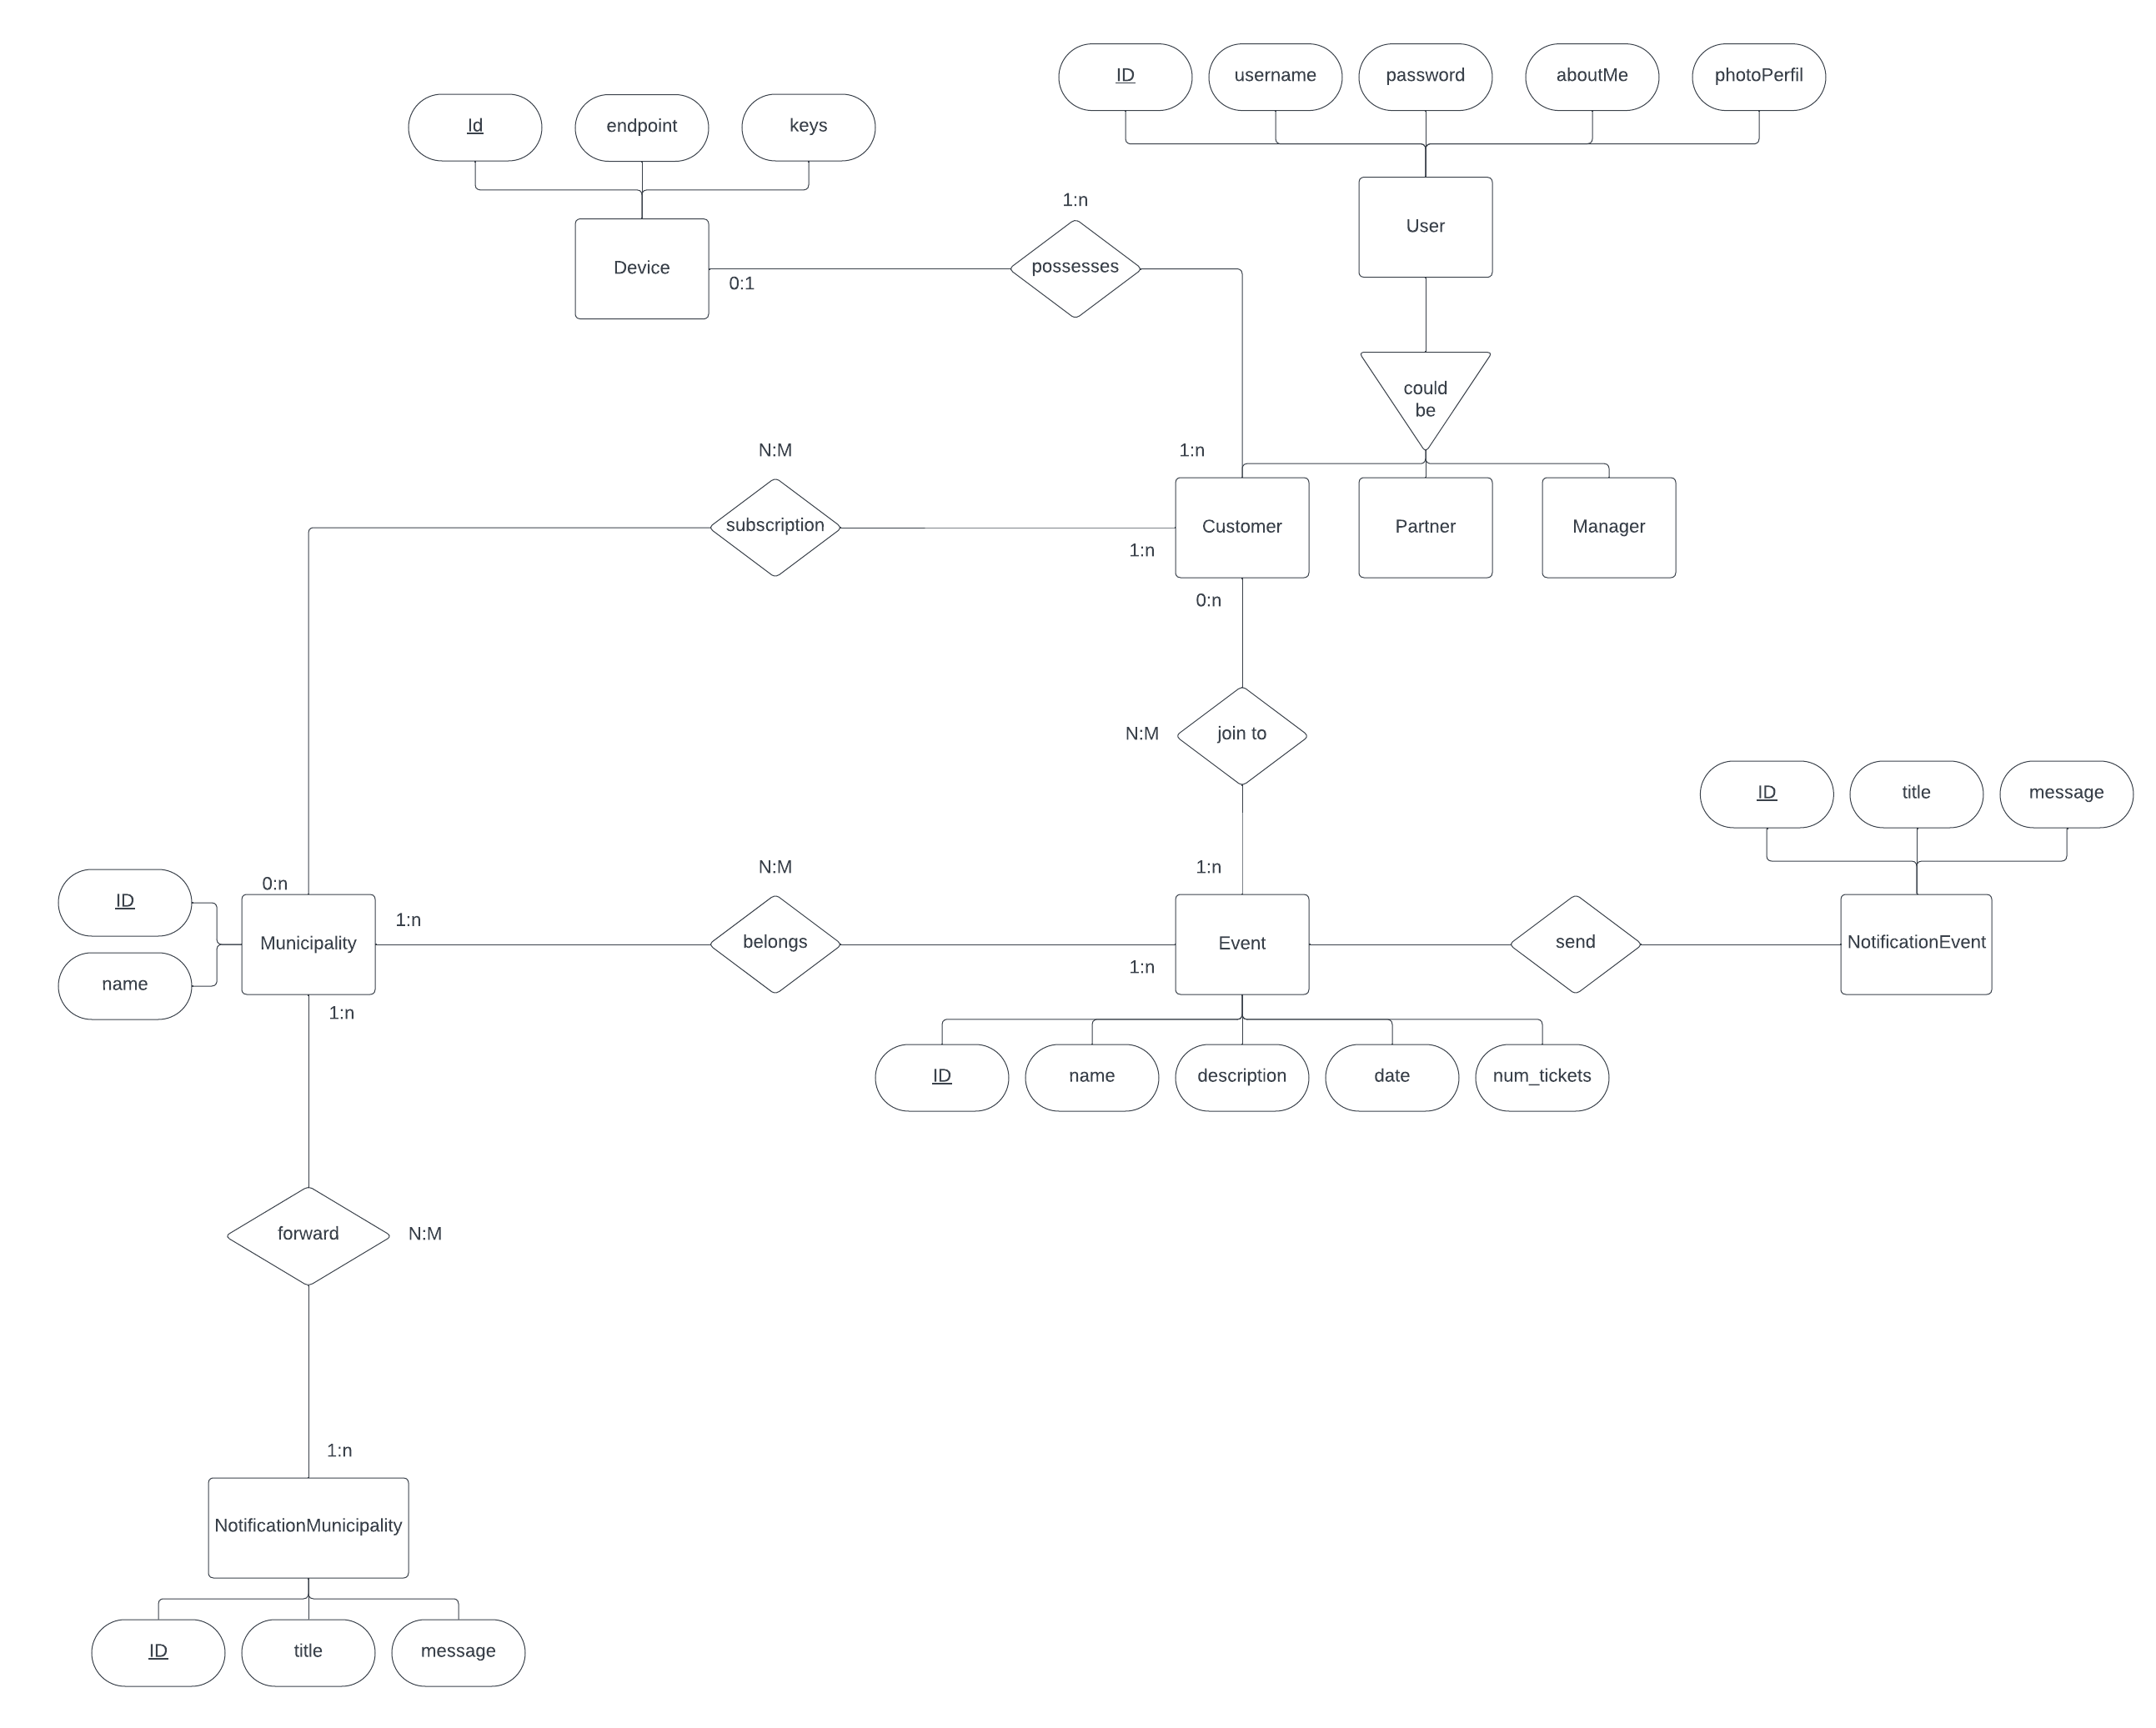 ID
username
password
aboutMe
photoPerfil
Id
endpoint
keys
1:n
User
Device
possesses
0:1
could
be
N:M
1:n
subscription
Customer
Partner
Manager
1:n
0:n
N:M
join to
ID
title
message
0:n
N:M
1:n
ID
1:n
Municipality
belongs
Event
send
NotificationEvent
1:n
name
1:n
ID
name
description
date
num_tickets
forward
N:M
1:n
NotificationMunicipality
ID
title
message